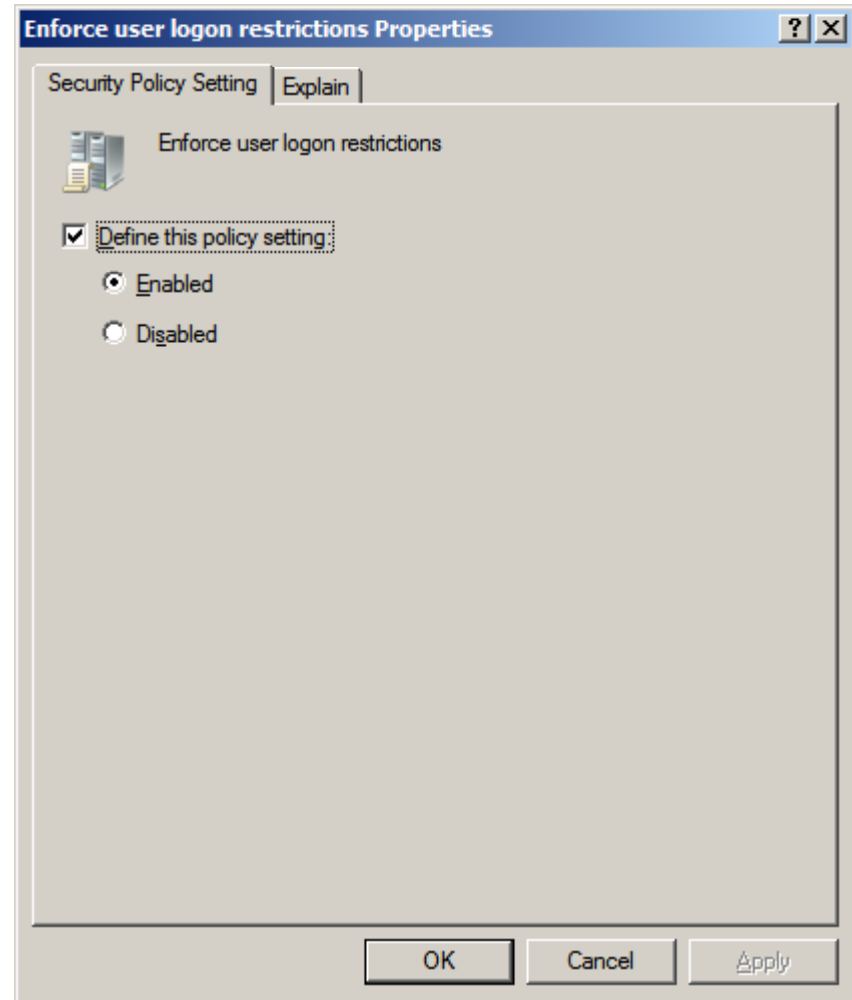 Enforce user logon restrictions Properties
Security Policy Setting Explain
Enforce user logon restrictions
Define this policy setting:
Enabled
Disabled
OK Cancel Apply